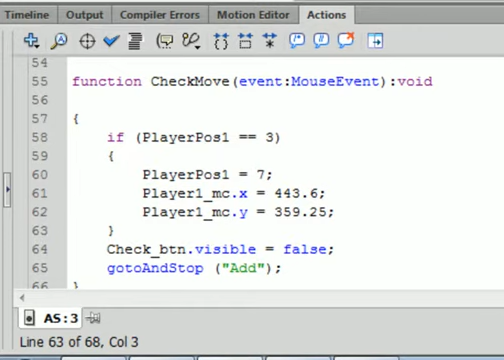 Timeline Output Compiler Errors Motion Editor Actions
54
55 function CheckMove(event:MouseEvent):void
56
57 {
58 if (PlayerPos1 == 3)
59 {
60 PlayerPos1 = 7;
61 Player1_mc.x = 443.6;
62 Player1_mc.y = 359.25;
63 }
64 Check_btn.visible = false;
65 gotoAndStop ("Add");
66 }
AS:3
Line 63 of 68, Col 3